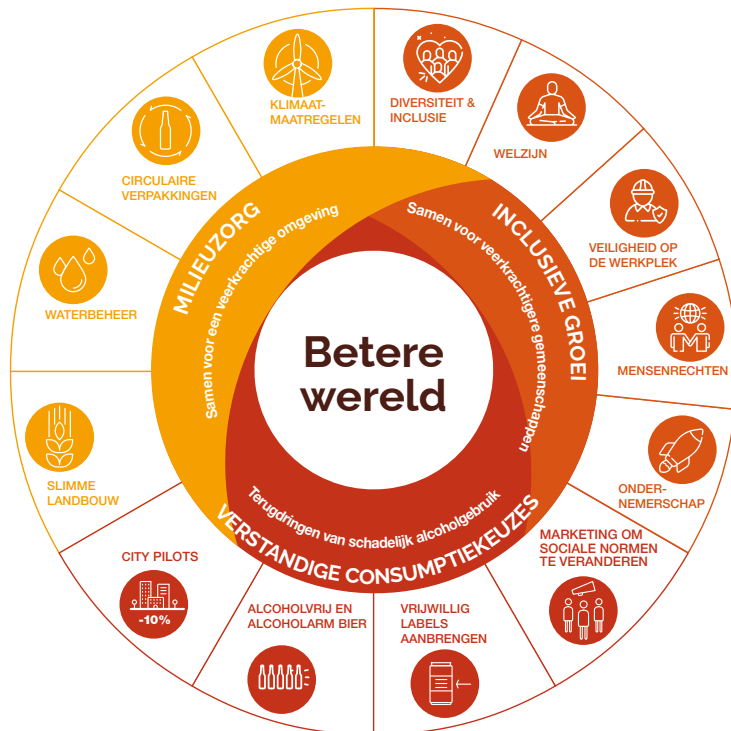 KLIMAAT-
MAATREGELEN
DIVERSITEIT &
INCLUSIE
WELZIJN
CIRCULAIRE
VERPAKKINGEN
VEILIGHEID OP
DE WERKPLEK
WATERBEHEER
MENSENRECHTEN
SLIMME
LANDBOUW
ONDER-
NEMERSCHAP
MILIEUZORG
Samen voor een veerkrachtige omgeving
INCLUSIEVE GROEI
Samen voor veerkrachtigere gemeenschappen
Betere
wereld
Terugdringen van schadelijk alcoholgebruik
VERSTANDIGE CONSUMPTIEKEUZES
CITY PILOTS
-10%
ALCOHOLVRIJ EN
ALCOHOLARM BIER
VRIJWILLIG
LABELS
AANBRENGEN
MARKETING OM
SOCIALE NORMEN
TE VERANDEREN